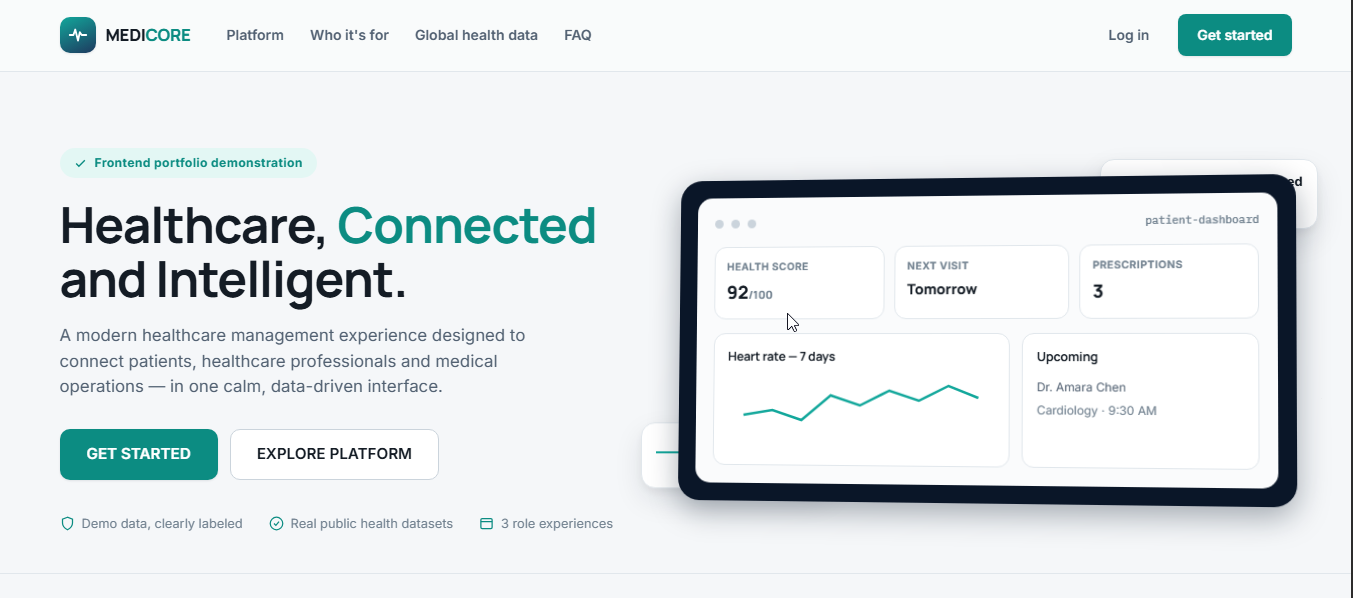 MEDICORE Platform Who it's for Global health data FAQ Log in Get started
Frontend portfolio demonstration
Healthcare, Connected
and Intelligent.
A modern healthcare management experience designed to
connect patients, healthcare professionals and medical
operations — in one calm, data-driven interface.
GET STARTED EXPLORE PLATFORM
Demo data, clearly labeled Real public health datasets 3 role experiences
patient-dashboard
HEALTH SCORE
92/100
NEXT VISIT
Tomorrow
PRESCRIPTIONS
3
Heart rate — 7 days
Upcoming
Dr. Amara Chen
Cardiology · 9:30 AM